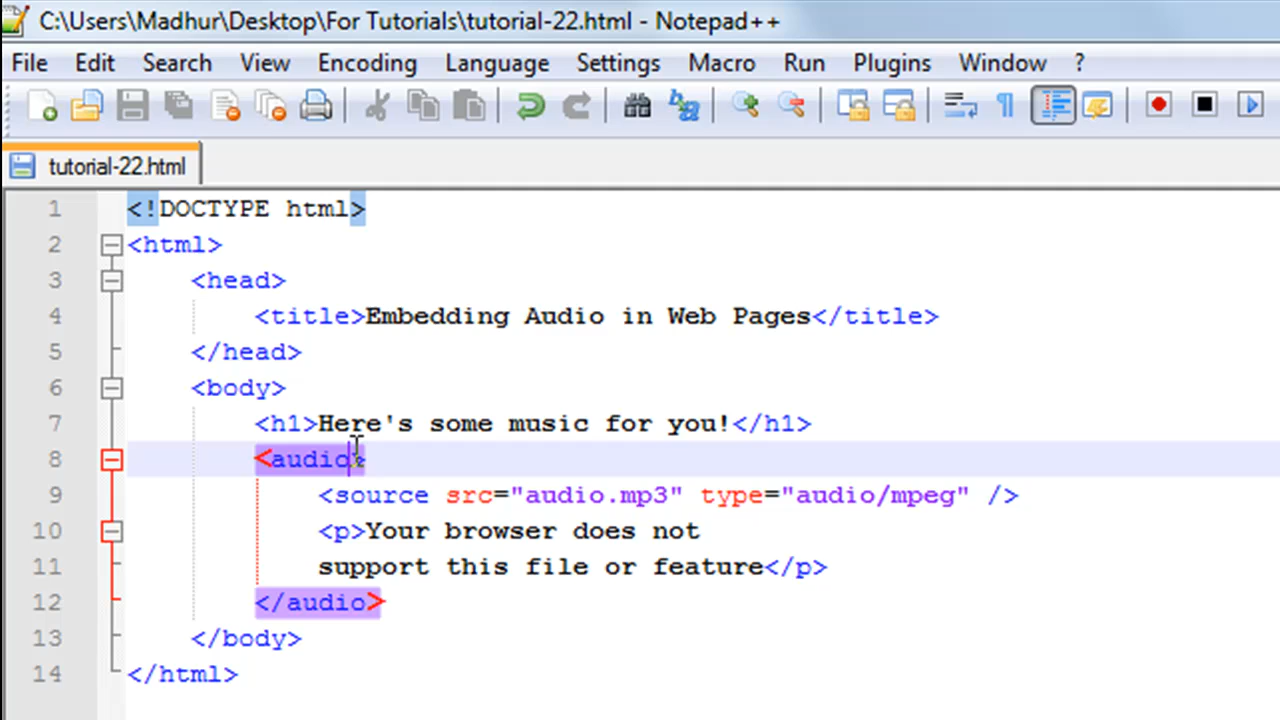 C:\Users\Madhur\Desktop\For Tutorials\tutorial-22.html - Notepad++
File Edit Search View Encoding Language Settings Macro Run Plugins Window ?
tutorial-22.html
1 <!DOCTYPE html>
2 <html>
3 <head>
4 <title>Embedding Audio in Web Pages</title>
5 </head>
6 <body>
7 <h1>Here's some music for you!</h1>
8 <audio>
9 <source src="audio.mp3" type="audio/mpeg" />
10 <p>Your browser does not
11 support this file or feature</p>
12 </audio>
13 </body>
14 </html>